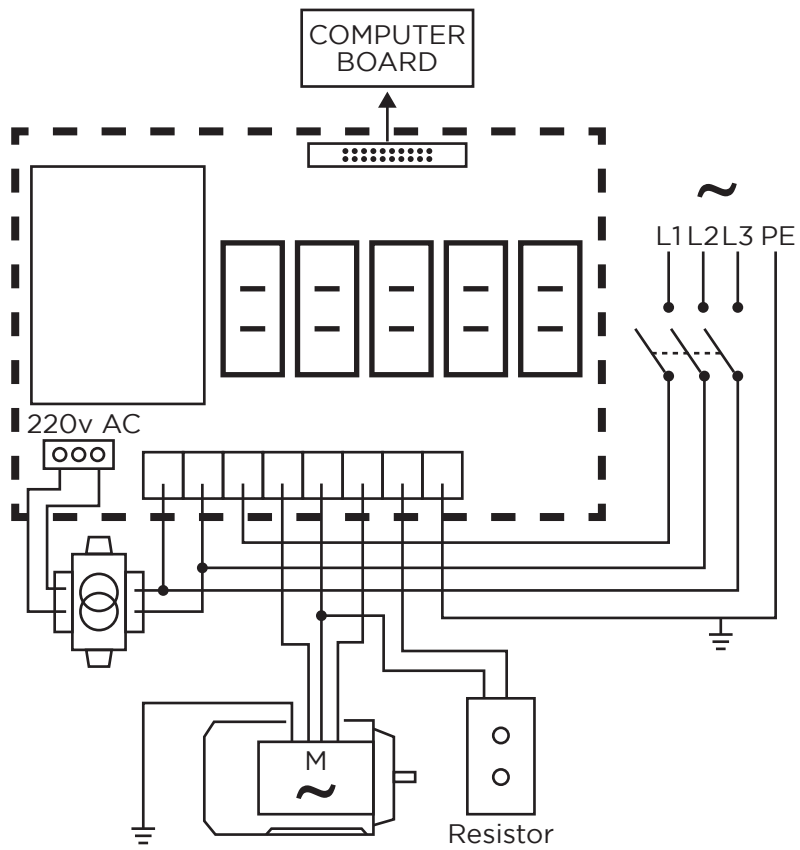 COMPUTER
BOARD
~
L1 L2 L3 PE
220v AC
M
~
Resistor